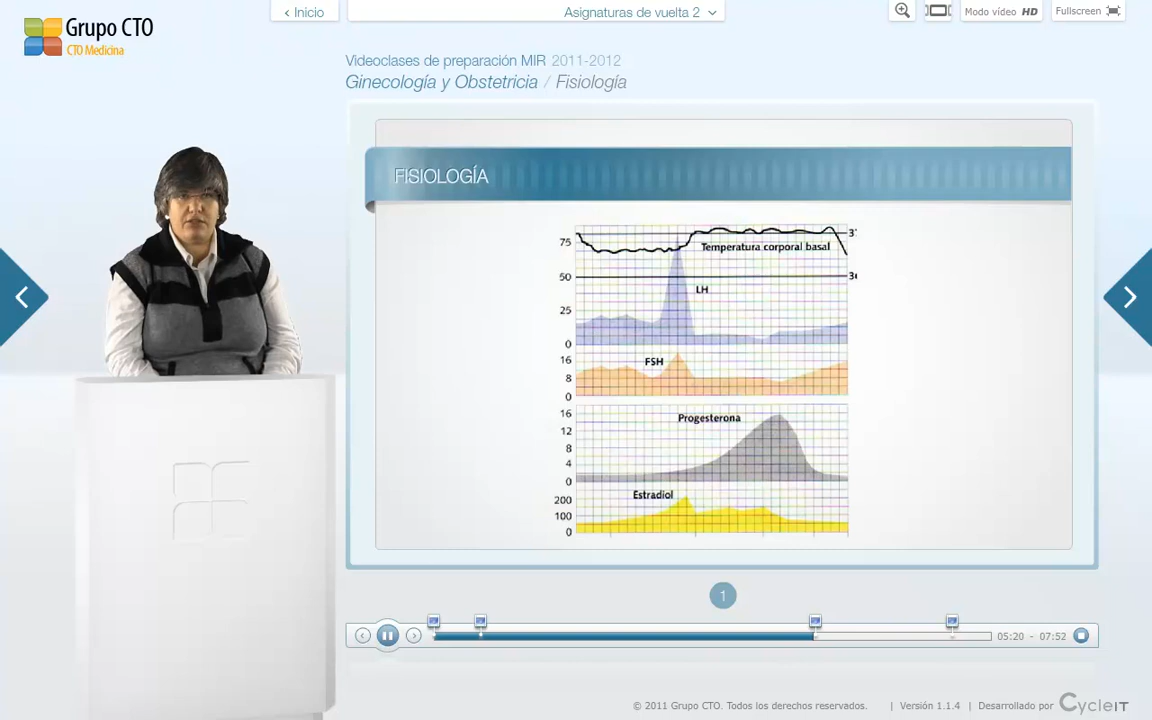 Grupo CTO
CTO Medicina
‹ Inicio
Asignaturas de vuelta 2
Modo vídeo HD
Fullscreen
Videoclases de preparación MIR 2011-2012
Ginecología y Obstetricia / Fisiología
FISIOLOGÍA
75
50
25
0
Temperatura corporal basal
LH
16
8
0
FSH
16
12
8
4
0
Progesterona
200
100
0
Estradiol
1
05:20 - 07:52
© 2011 Grupo CTO. Todos los derechos reservados. | Versión 1.1.4 | Desarrollado por CycleIT